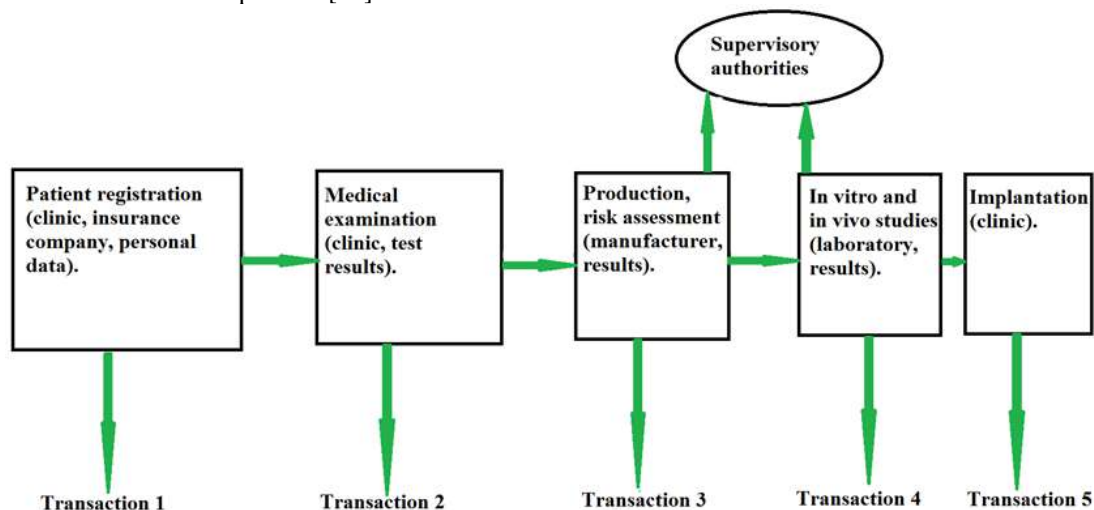 Supervisory
authorities
Patient registration
(clinic, insurance
company, personal
data).
Medical
examination
(clinic, test
results).
Production,
risk assessment
(manufacturer,
results).
In vitro and
in vivo studies
(laboratory,
results).
Implantation
(clinic).
Transaction 1
Transaction 2
Transaction 3
Transaction 4
Transaction 5